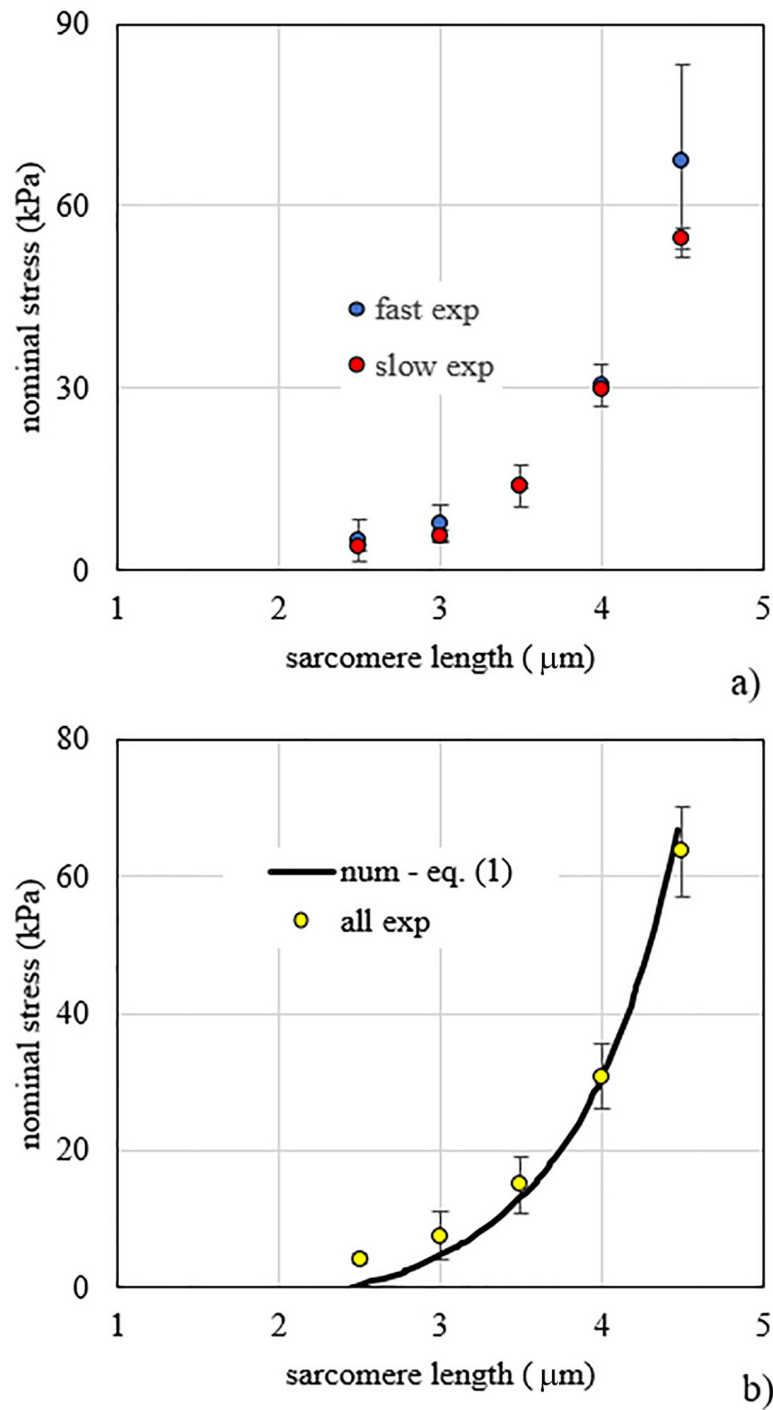 90
60
30
0
nominal stress (kPa)
fast exp
slow exp
1 2 3 4 5
sarcomere length ( μm)
a)
80
60
40
20
0
nominal stress (kPa)
num - eq. (1)
all exp
1 2 3 4 5
sarcomere length ( μm)
b)